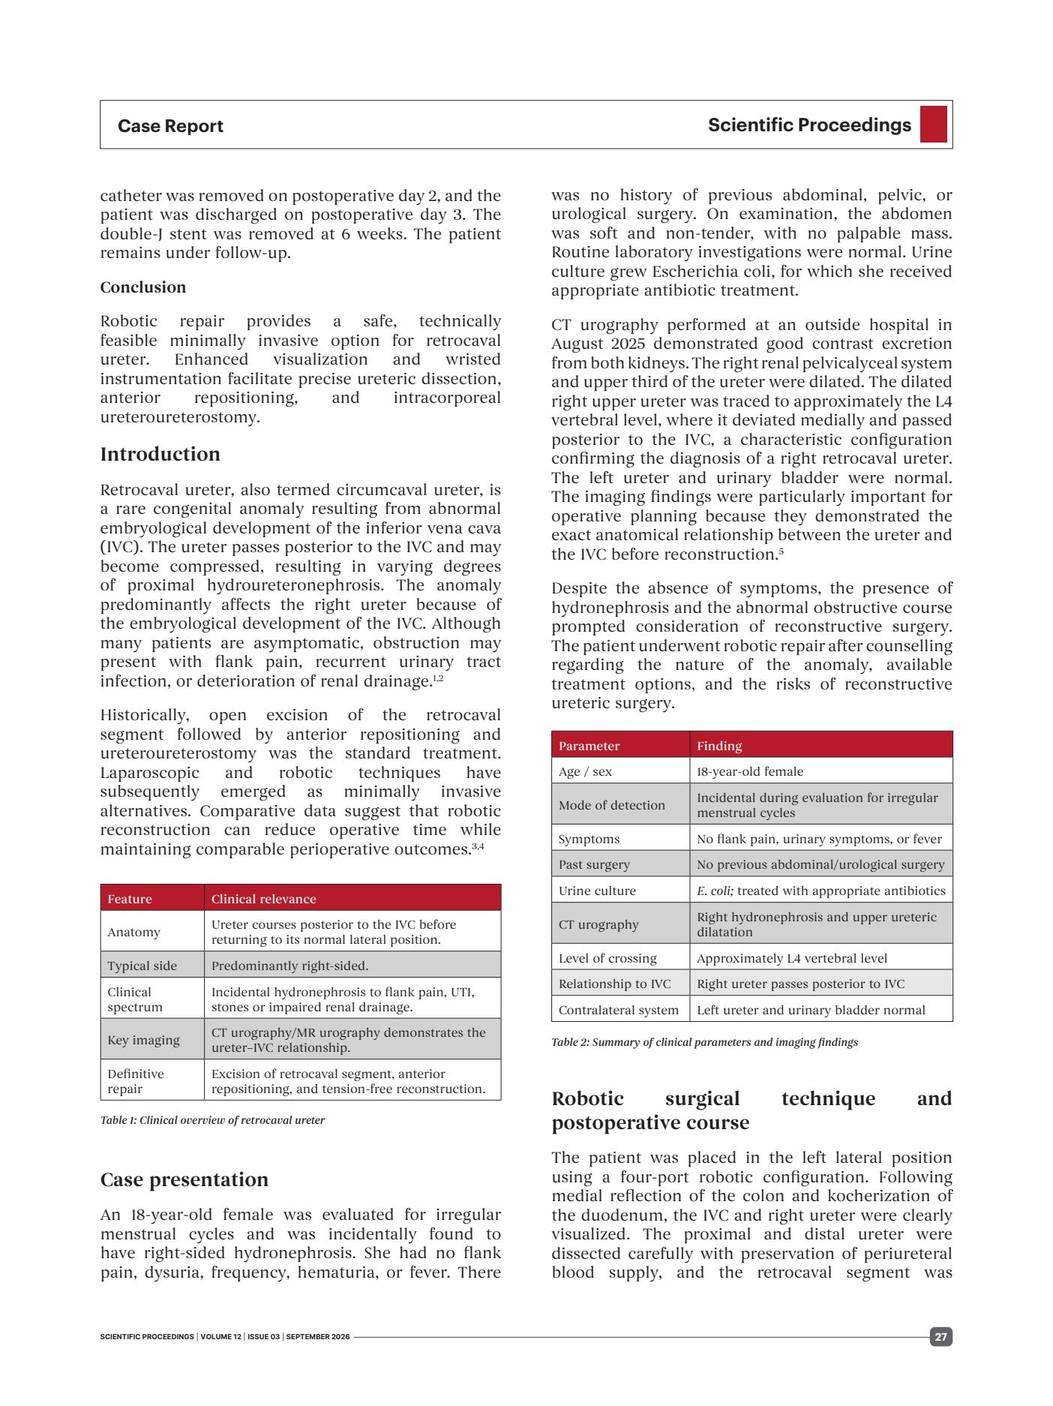 Case Report
Scientific Proceedings
catheter was removed on postoperative day 2, and the
patient was discharged on postoperative day 3. The
double-J stent was removed at 6 weeks. The patient
remains under follow-up.
Conclusion
Robotic repair provides a safe, technically
feasible minimally invasive option for retrocaval
ureter. Enhanced visualization and wristed
instrumentation facilitate precise ureteric dissection,
anterior repositioning, and intracorporeal
ureteroureterostomy.
Introduction
Retrocaval ureter, also termed circumcaval ureter, is
a rare congenital anomaly resulting from abnormal
embryological development of the inferior vena cava
(IVC). The ureter passes posterior to the IVC and may
become compressed, resulting in varying degrees
of proximal hydroureteronephrosis. The anomaly
predominantly affects the right ureter because of
the embryological development of the IVC. Although
many patients are asymptomatic, obstruction may
present with flank pain, recurrent urinary tract
infection, or deterioration of renal drainage.1,2
Historically, open excision of the retrocaval
segment followed by anterior repositioning and
ureteroureterostomy was the standard treatment.
Laparoscopic and robotic techniques have
subsequently emerged as minimally invasive
alternatives. Comparative data suggest that robotic
reconstruction can reduce operative time while
maintaining comparable perioperative outcomes.3,4
Feature Clinical relevance
Anatomy Ureter courses posterior to the IVC before
returning to its normal lateral position.
Typical side Predominantly right-sided.
Clinical spectrum Incidental hydronephrosis to flank pain, UTI,
stones or impaired renal drainage.
Key imaging CT urography/MR urography demonstrates the
ureter–IVC relationship.
Definitive repair Excision of retrocaval segment, anterior
repositioning, and tension-free reconstruction.
Table 1: Clinical overview of retrocaval ureter
Case presentation
An 18-year-old female was evaluated for irregular
menstrual cycles and was incidentally found to
have right-sided hydronephrosis. She had no flank
pain, dysuria, frequency, hematuria, or fever. There
was no history of previous abdominal, pelvic, or
urological surgery. On examination, the abdomen
was soft and non-tender, with no palpable mass.
Routine laboratory investigations were normal. Urine
culture grew Escherichia coli, for which she received
appropriate antibiotic treatment.
CT urography performed at an outside hospital in
August 2025 demonstrated good contrast excretion
from both kidneys. The right renal pelvicalyceal system
and upper third of the ureter were dilated. The dilated
right upper ureter was traced to approximately the L4
vertebral level, where it deviated medially and passed
posterior to the IVC, a characteristic configuration
confirming the diagnosis of a right retrocaval ureter.
The left ureter and urinary bladder were normal.
The imaging findings were particularly important for
operative planning because they demonstrated the
exact anatomical relationship between the ureter and
the IVC before reconstruction.5
Despite the absence of symptoms, the presence of
hydronephrosis and the abnormal obstructive course
prompted consideration of reconstructive surgery.
The patient underwent robotic repair after counselling
regarding the nature of the anomaly, available
treatment options, and the risks of reconstructive
ureteric surgery.
Parameter Finding
Age / sex 18-year-old female
Mode of detection Incidental during evaluation for irregular
menstrual cycles
Symptoms No flank pain, urinary symptoms, or fever
Past surgery No previous abdominal/urological surgery
Urine culture E. coli; treated with appropriate antibiotics
CT urography Right hydronephrosis and upper ureteric
dilatation
Level of crossing Approximately L4 vertebral level
Relationship to IVC Right ureter passes posterior to IVC
Contralateral system Left ureter and urinary bladder normal
Table 2: Summary of clinical parameters and imaging findings
Robotic surgical technique and
postoperative course
The patient was placed in the left lateral position
using a four-port robotic configuration. Following
medial reflection of the colon and kocherization of
the duodenum, the IVC and right ureter were clearly
visualized. The proximal and distal ureter were
dissected carefully with preservation of periureteral
blood supply, and the retrocaval segment was
SCIENTIFIC PROCEEDINGS | VOLUME 12 | ISSUE 03 | SEPTEMBER 2026
27